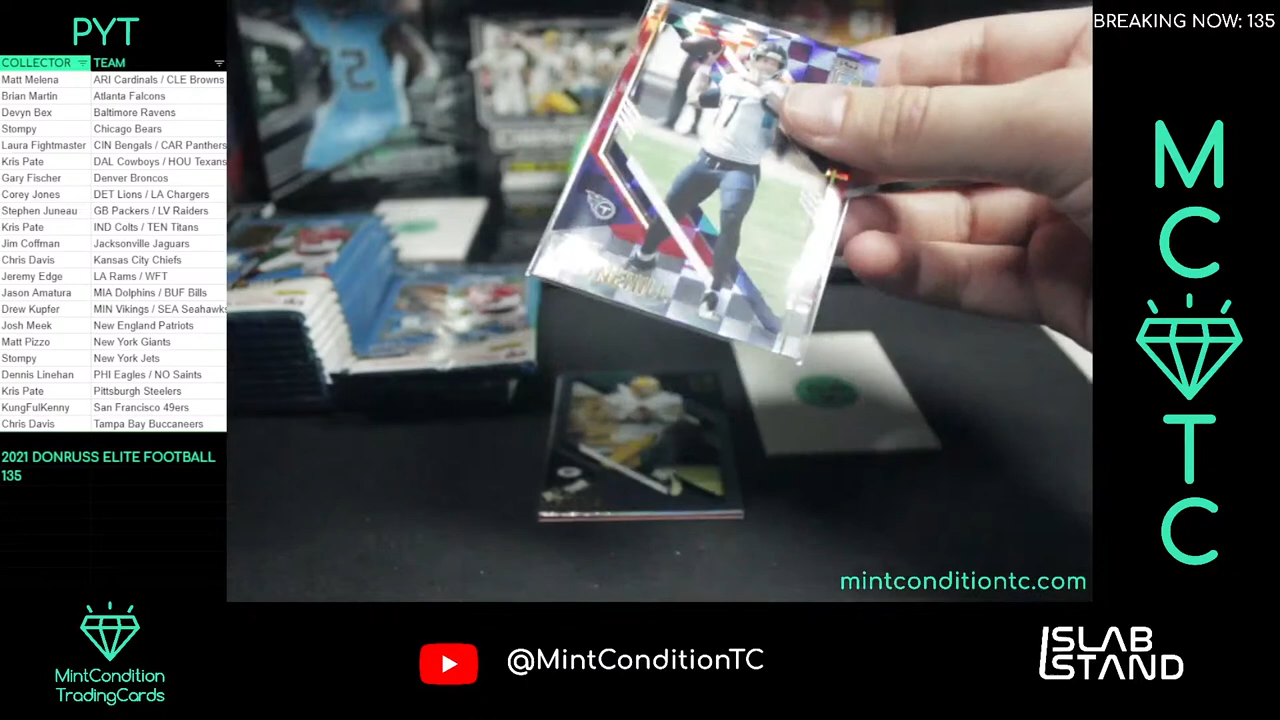 PYT
COLLECTOR TEAM
Matt Melena ARI Cardinals / CLE Browns
Brian Martin Atlanta Falcons
Devyn Bex Baltimore Ravens
Stompy Chicago Bears
Laura Fightmaster CIN Bengals / CAR Panthers
Kris Pate DAL Cowboys / HOU Texans
Gary Fischer Denver Broncos
Corey Jones DET Lions / LA Chargers
Stephen Juneau GB Packers / LV Raiders
Kris Pate IND Colts / TEN Titans
Jim Coffman Jacksonville Jaguars
Chris Davis Kansas City Chiefs
Jeremy Edge LA Rams / WFT
Jason Amatura MIA Dolphins / BUF Bills
Drew Kupfer MIN Vikings / SEA Seahawks
Josh Meek New England Patriots
Matt Pizzo New York Giants
Stompy New York Jets
Dennis Linehan PHI Eagles / NO Saints
Kris Pate Pittsburgh Steelers
KungFulKenny San Francisco 49ers
Chris Davis Tampa Bay Buccaneers
2021 DONRUSS ELITE FOOTBALL
135
MintCondition
TradingCards
mintconditiontc.com
@MintConditionTC
BREAKING NOW: 135
M
C
T
C
SLAB
STAND